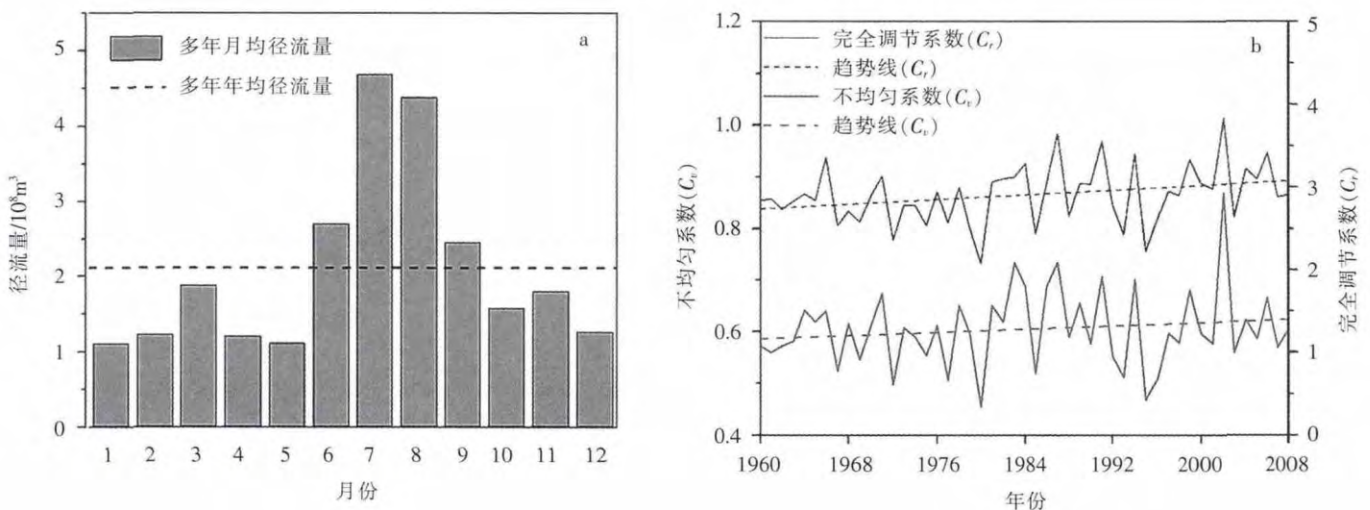 a
多年月均径流量
多年年均径流量
5
4
3
2
1
0
径流量/10⁸m³
1 2 3 4 5 6 7 8 9 10 11 12
月份
b
完全调节系数(Cᵣ)
趋势线(Cᵣ)
不均匀系数(Cᵥ)
趋势线(Cᵥ)
1.2
1.0
0.8
0.6
0.4
不均匀系数(Cᵥ)
5
4
3
2
1
0
完全调节系数(Cᵣ)
1960 1968 1976 1984 1992 2000 2008
年份